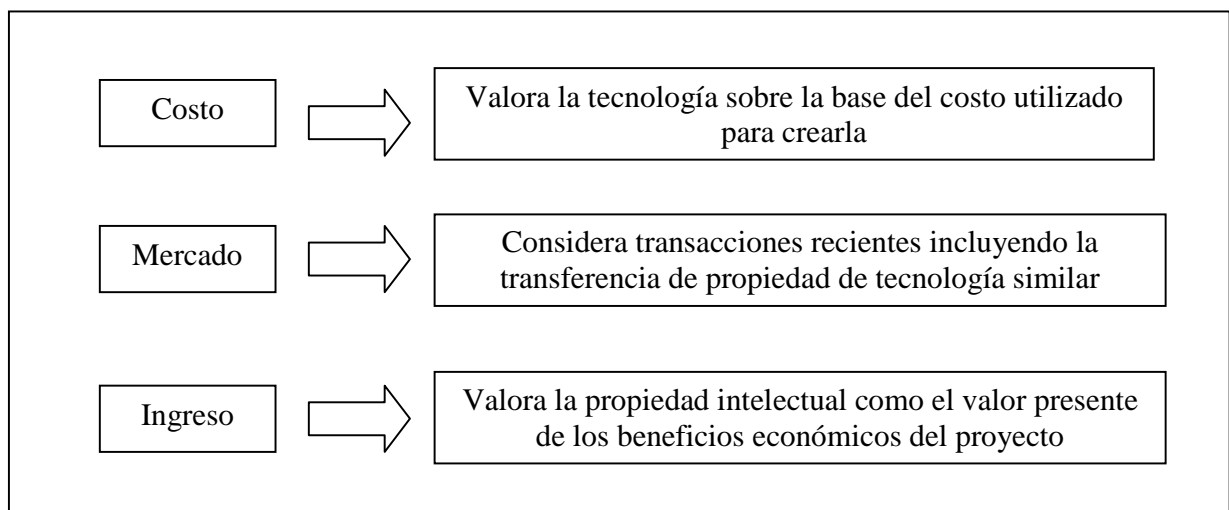 Costo
Valora la tecnología sobre la base del costo utilizado
para crearla
Mercado
Considera transacciones recientes incluyendo la
transferencia de propiedad de tecnología similar
Ingreso
Valora la propiedad intelectual como el valor presente
de los beneficios económicos del proyecto